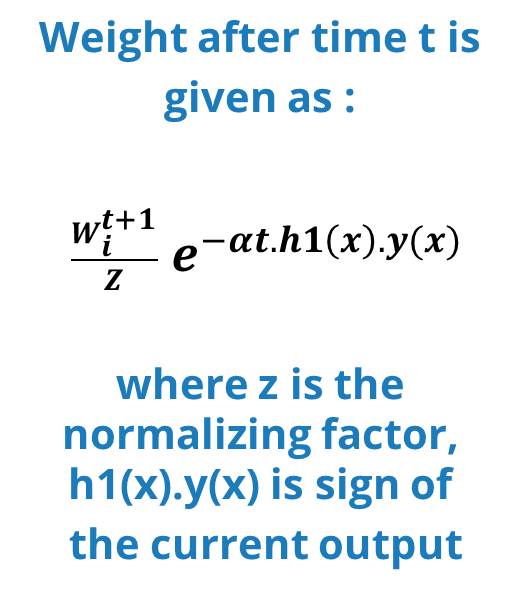 Weight after time t is
given as :
w_i^{t+1}/z e^{-αt.h1(x).y(x)}
where z is the
normalizing factor,
h1(x).y(x) is sign of
the current output